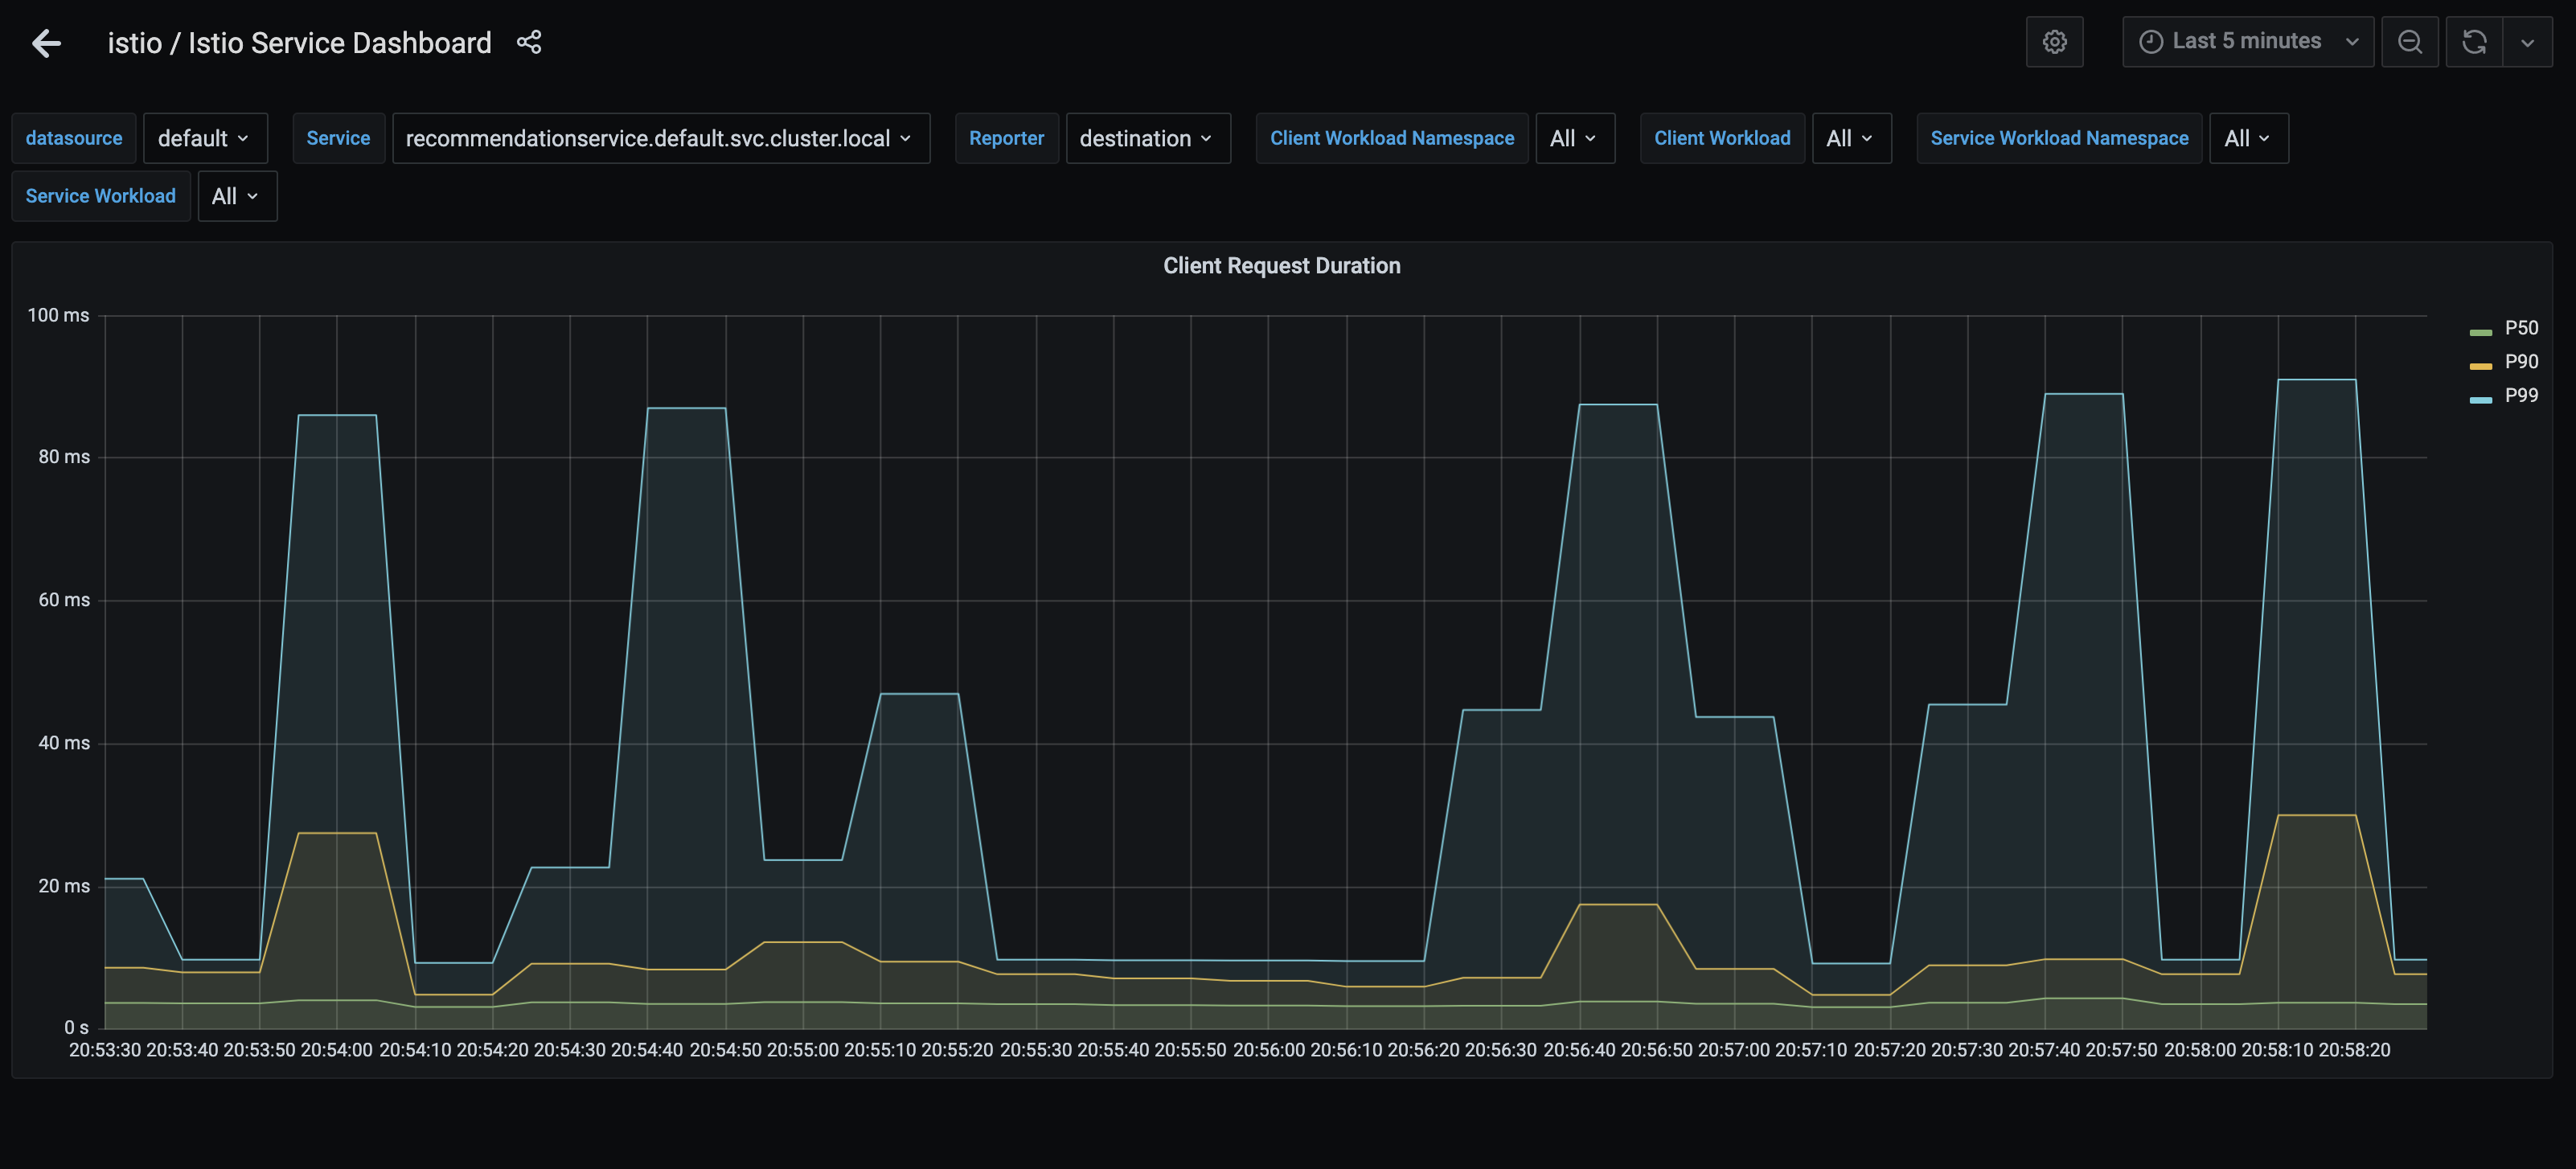 istio / Istio Service Dashboard
Last 5 minutes
datasource default Service recommendationservice.default.svc.cluster.local Reporter destination Client Workload Namespace All Client Workload All Service Workload Namespace All
Service Workload All
Client Request Duration
100 ms
80 ms
60 ms
40 ms
20 ms
0 s
P50
P90
P99
20:53:30 20:53:40 20:53:50 20:54:00 20:54:10 20:54:20 20:54:30 20:54:40 20:54:50 20:55:00 20:55:10 20:55:20 20:55:30 20:55:40 20:55:50 20:56:00 20:56:10 20:56:20 20:56:30 20:56:40 20:56:50 20:57:00 20:57:10 20:57:20 20:57:30 20:57:40 20:57:50 20:58:00 20:58:10 20:58:20